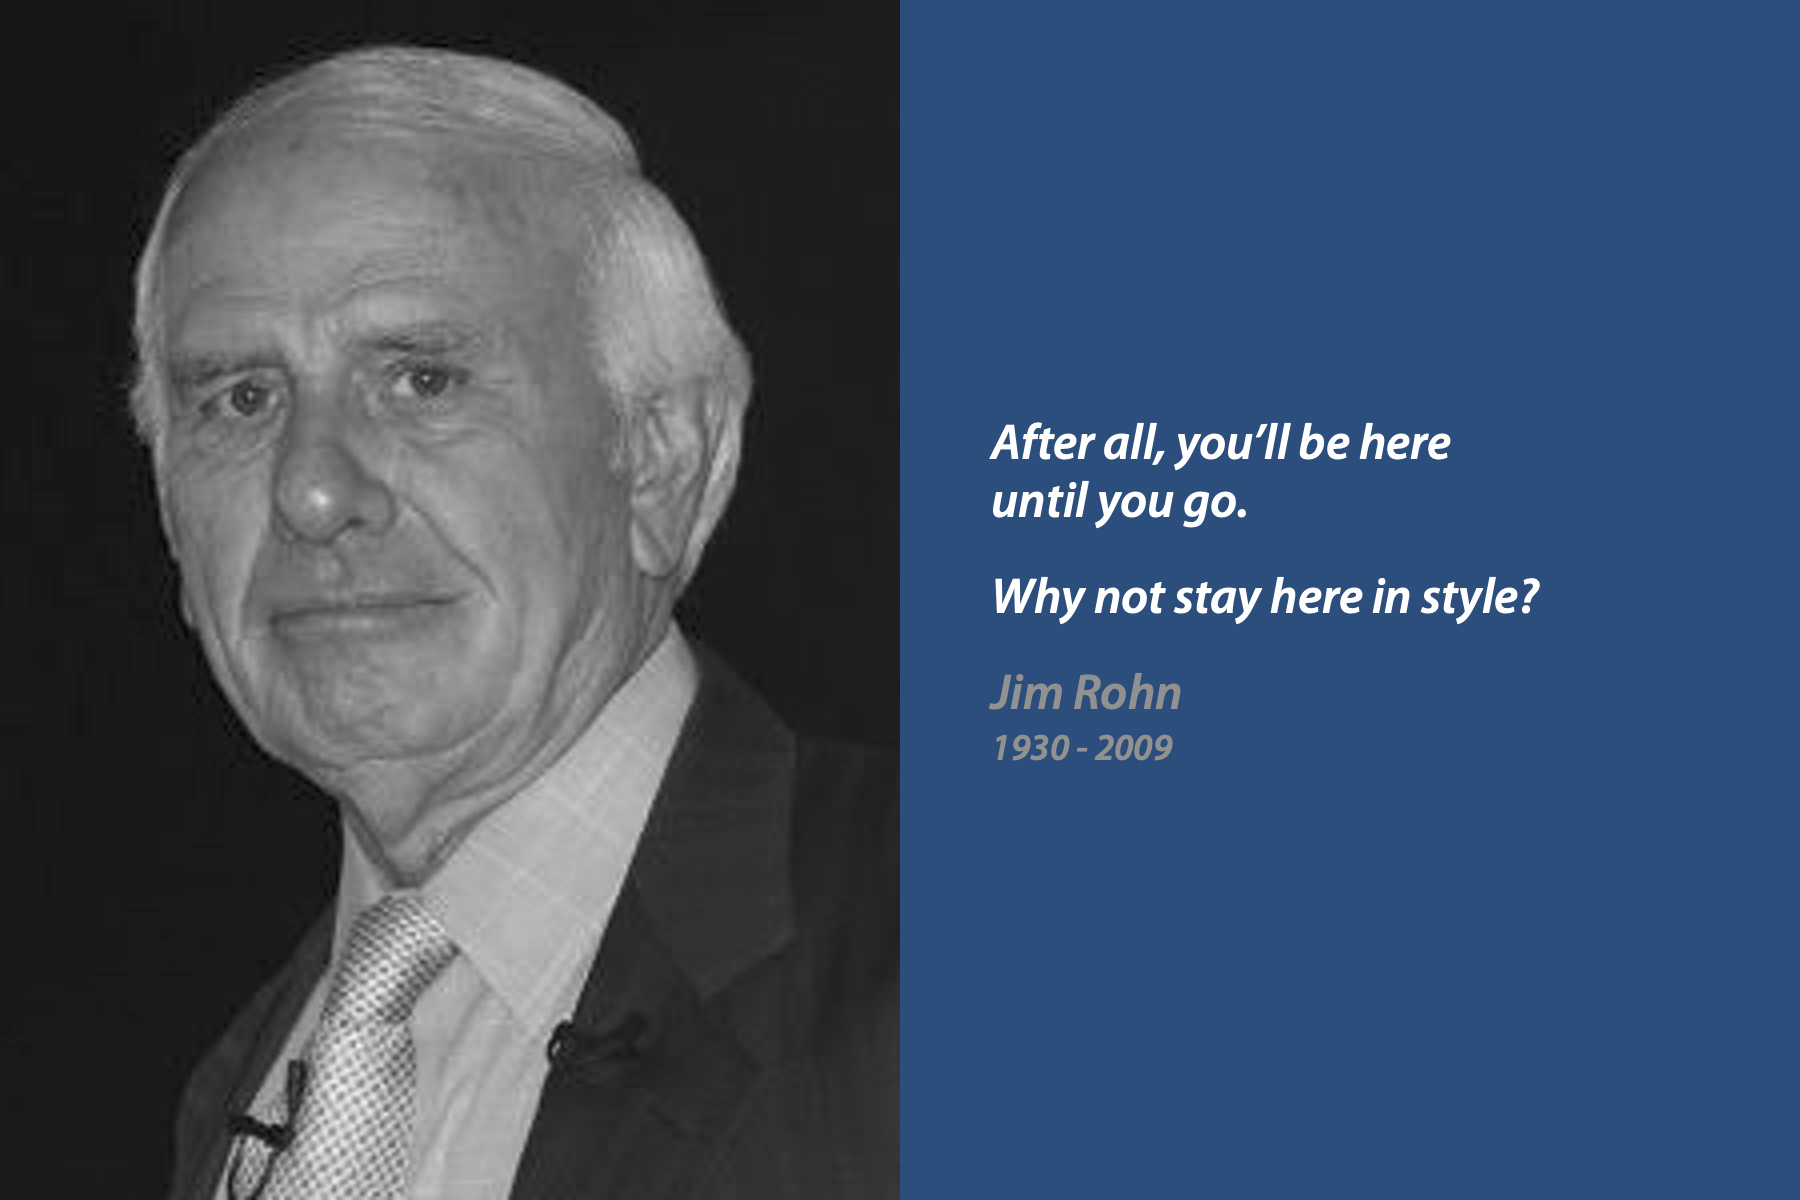 After all, you’ll be here
until you go.
Why not stay here in style?
Jim Rohn
1930 - 2009